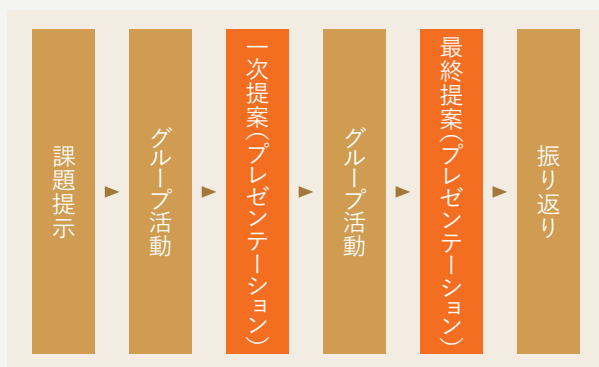 課題提示
グループ活動
一次提案(プレゼンテーション)
グループ活動
最終提案(プレゼンテーション)
振り返り